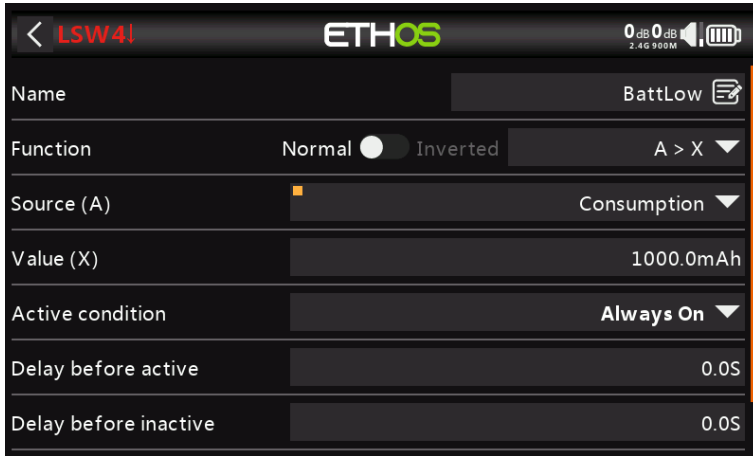 LSW4↓ ETHOS 0dB 0dB
2.4G 900M
Name BattLow
Function Normal Inverted A > X
Source (A) Consumption
Value (X) 1000.0mAh
Active condition Always On
Delay before active 0.0S
Delay before inactive 0.0S